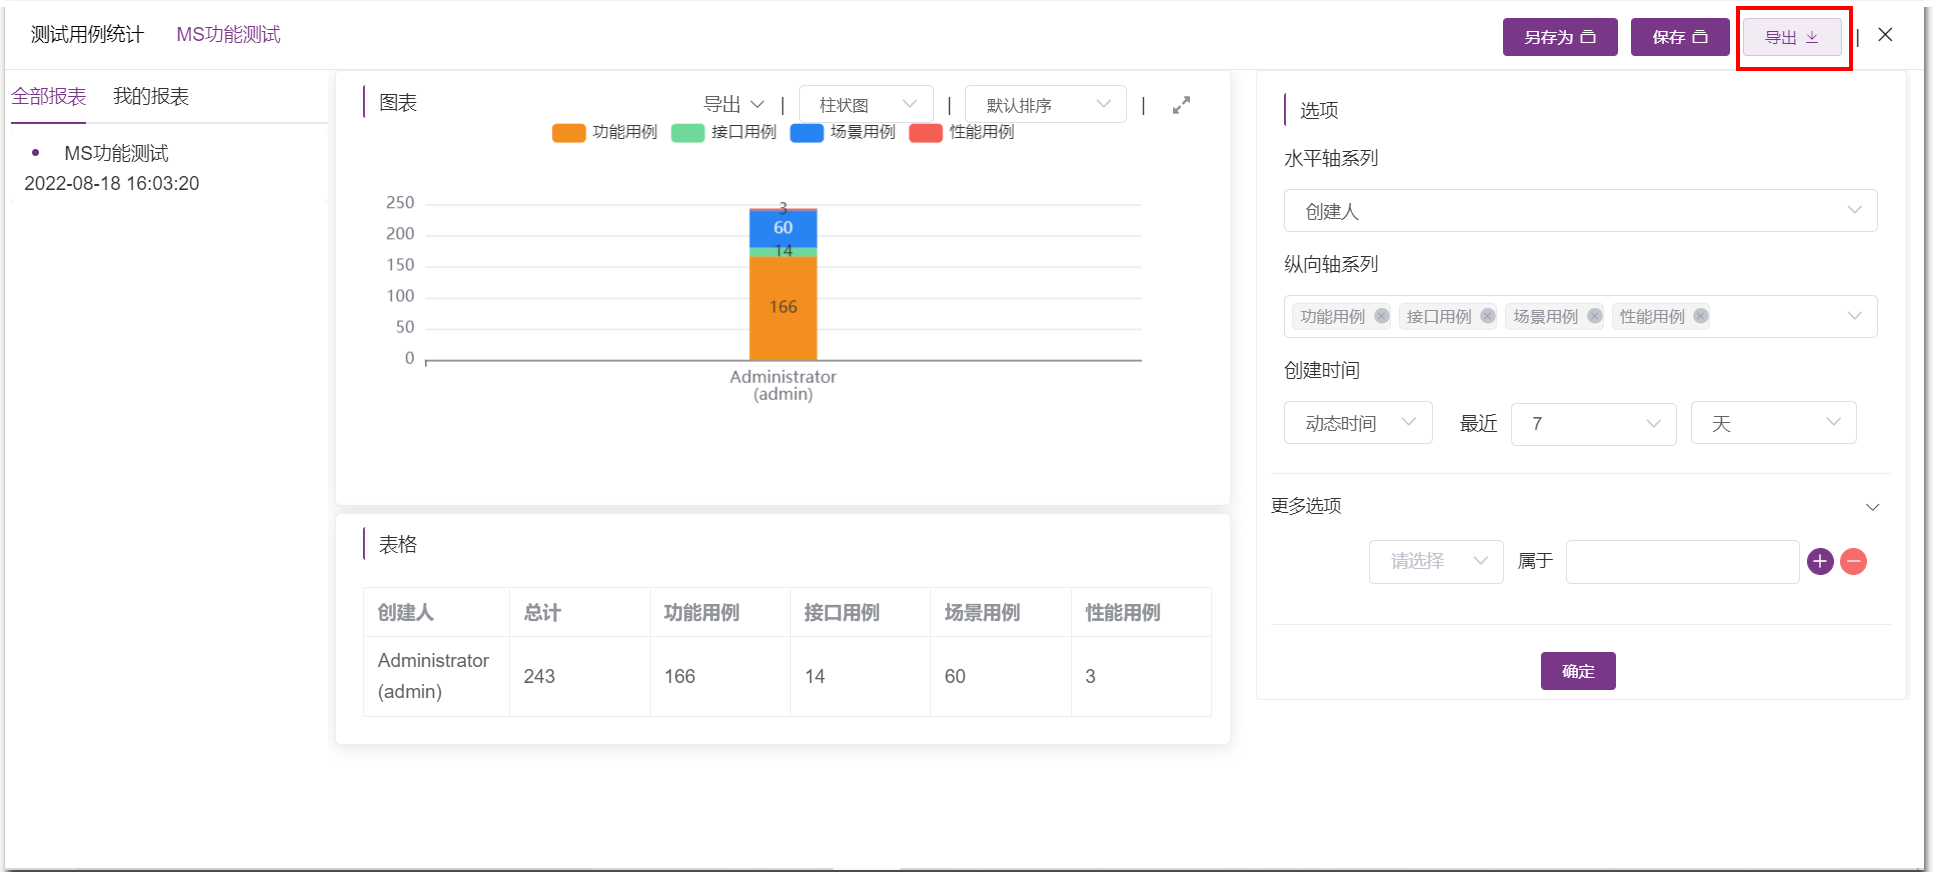 测试用例统计 MS功能测试 另存为 保存 导出
全部报表 我的报表
MS功能测试
2022-08-18 16:03:20
图表 导出 柱状图 默认排序
功能用例 接口用例 场景用例 性能用例
250
200
150
100
50
0
3
60
14
166
Administrator
(admin)
表格
创建人 总计 功能用例 接口用例 场景用例 性能用例
Administrator
(admin) 243 166 14 60 3
选项
水平轴系列
创建人
纵向轴系列
功能用例 接口用例 场景用例 性能用例
创建时间
动态时间 最近 7 天
更多选项
请选择 属于
确定